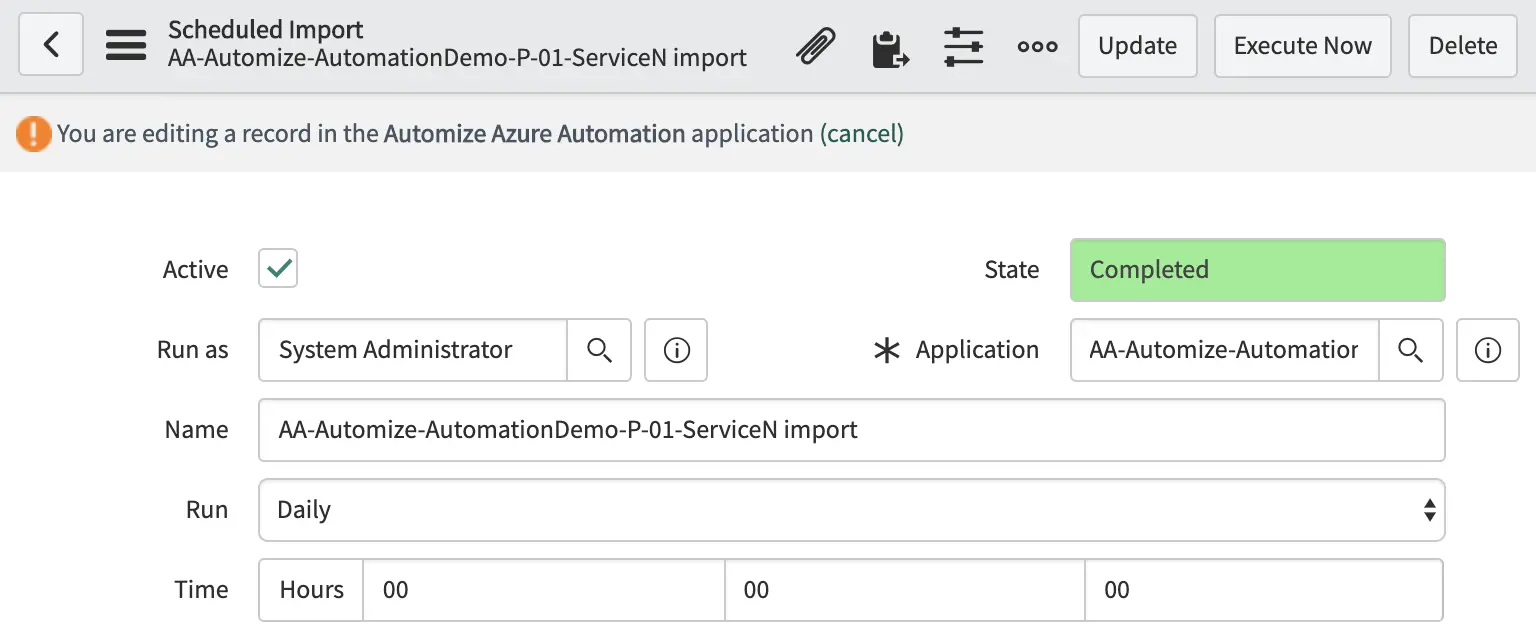 Scheduled Import
AA-Automize-AutomationDemo-P-01-ServiceN import
Update
Execute Now
Delete
You are editing a record in the Automize Azure Automation application (cancel)
Active
State
Completed
Run as
System Administrator
Application
AA-Automize-Automation
Name
AA-Automize-AutomationDemo-P-01-ServiceN import
Run
Daily
Time
Hours
00
00
00